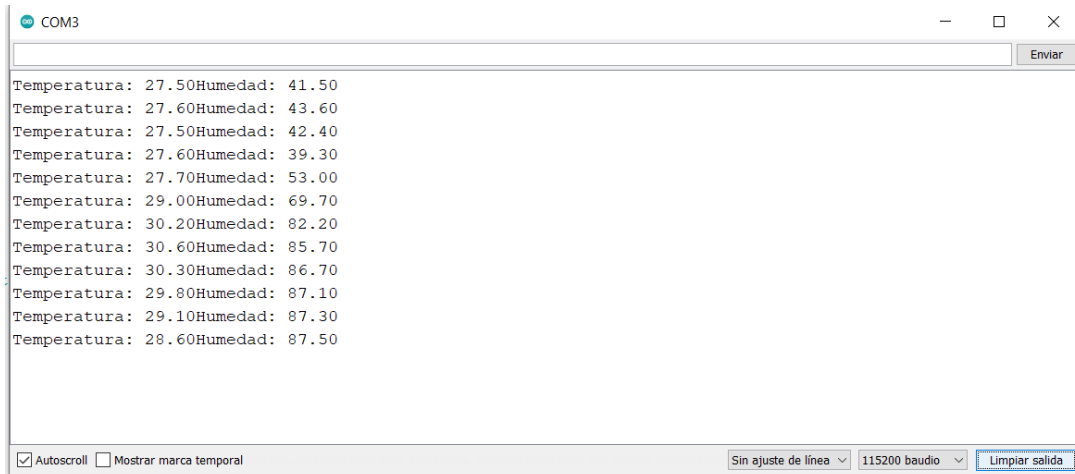 COM3
Enviar
Temperatura: 27.50Humedad: 41.50
Temperatura: 27.60Humedad: 43.60
Temperatura: 27.50Humedad: 42.40
Temperatura: 27.60Humedad: 39.30
Temperatura: 27.70Humedad: 53.00
Temperatura: 29.00Humedad: 69.70
Temperatura: 30.20Humedad: 82.20
Temperatura: 30.60Humedad: 85.70
Temperatura: 30.30Humedad: 86.70
Temperatura: 29.80Humedad: 87.10
Temperatura: 29.10Humedad: 87.30
Temperatura: 28.60Humedad: 87.50
Autoscroll Mostrar marca temporal Sin ajuste de línea 115200 baudio Limpiar salida